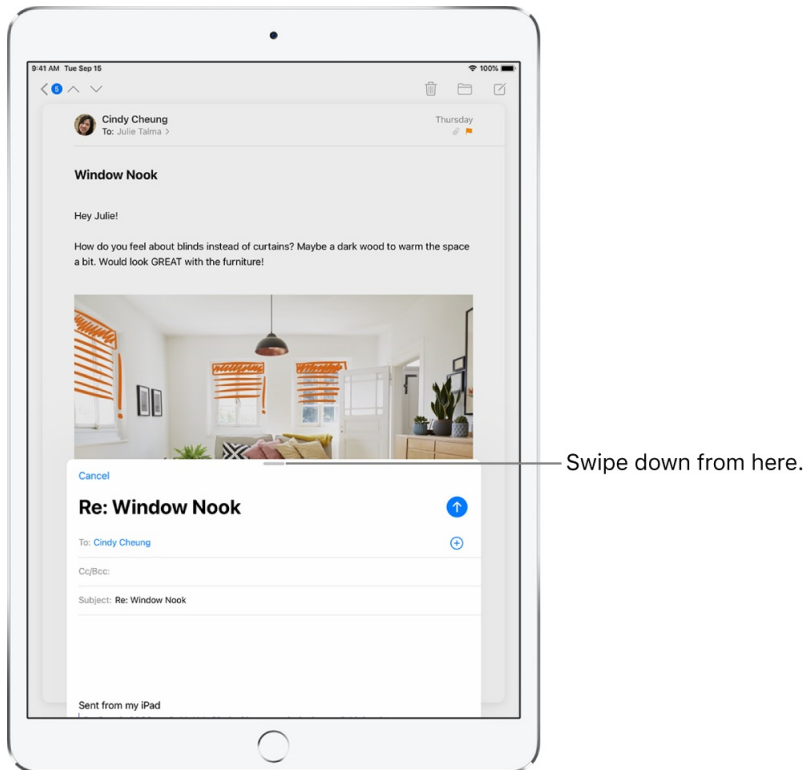 9:41 AM Tue Sep 15
100%
5
Cindy Cheung
Thursday
To: Julie Talma >
Window Nook
Hey Julie!
How do you feel about blinds instead of curtains? Maybe a dark wood to warm the space
a bit. Would look GREAT with the furniture!
Swipe down from here.
Cancel
Re: Window Nook
To: Cindy Cheung
Cc/Bcc:
Subject: Re: Window Nook
Sent from my iPad